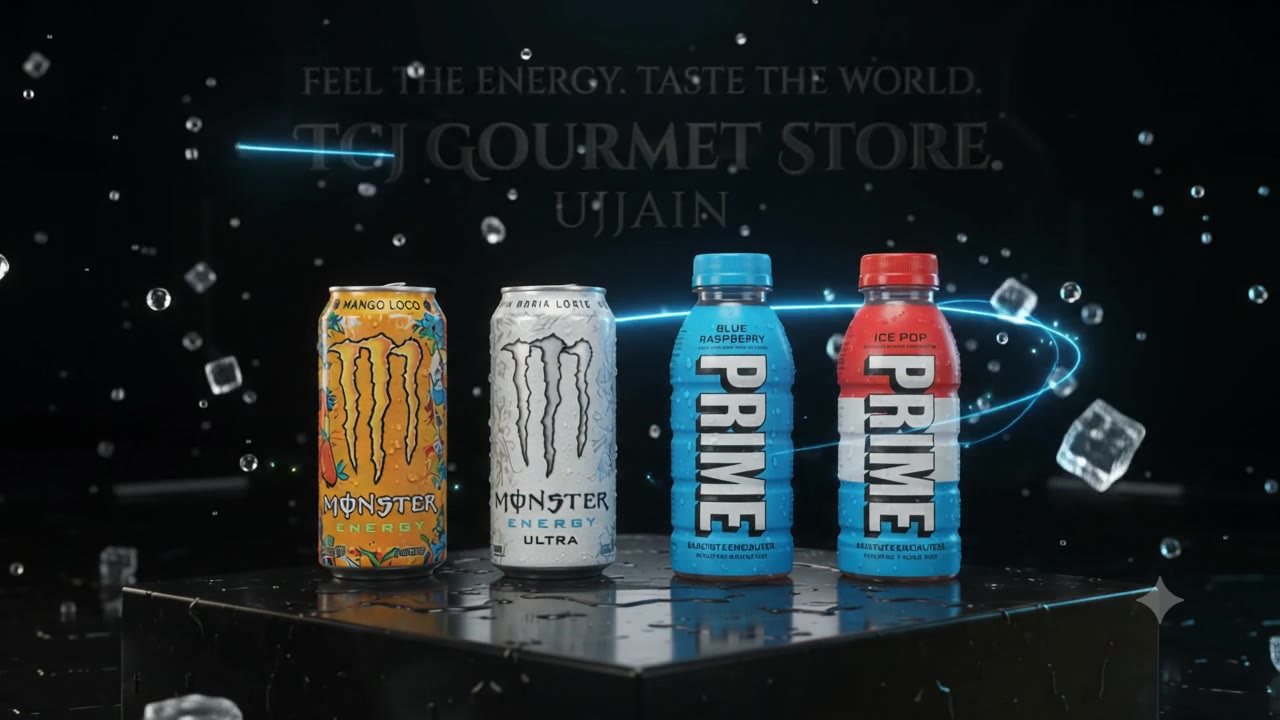 FEEL THE ENERGY. TASTE THE WORLD.
TCJ GOURMET STORE.
UJJAIN
MANGO LOCO
MONSTER
ENERGY
MONSTER
ENERGY
ULTRA
BLUE
RASPBERRY
PRIME
ICE POP
PRIME